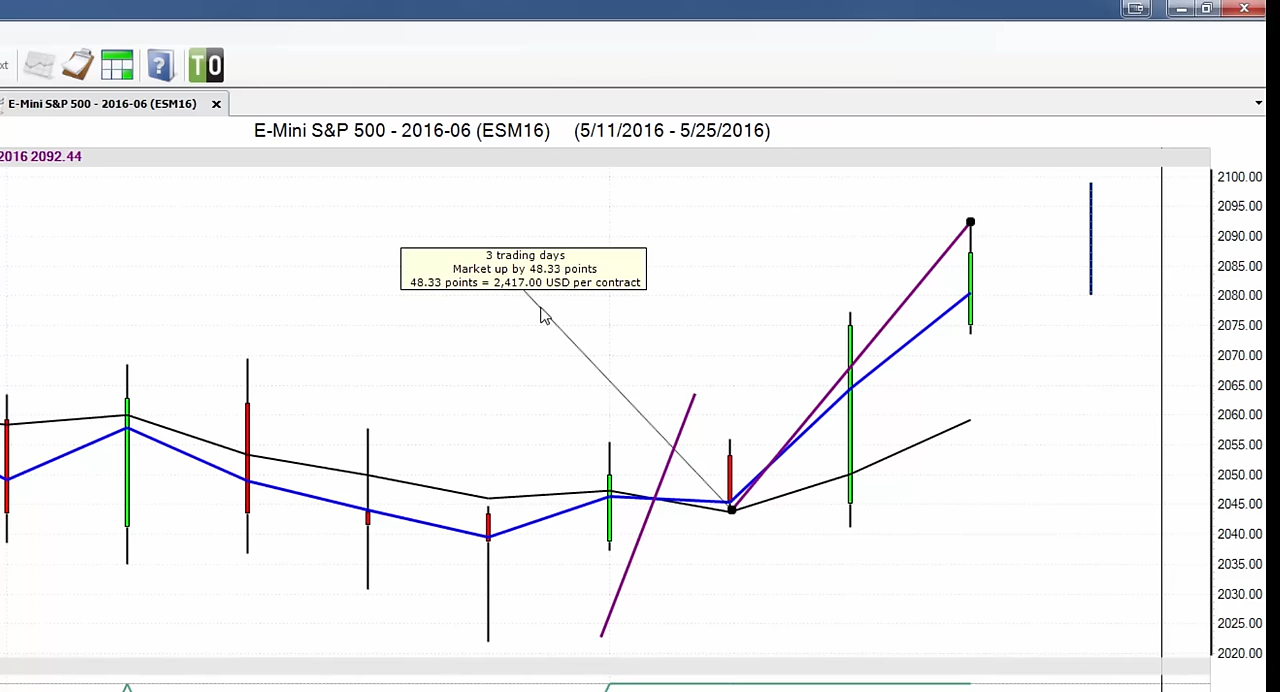 xt
? T O
E-Mini S&P 500 - 2016-06 (ESM16)
E-Mini S&P 500 - 2016-06 (ESM16) (5/11/2016 - 5/25/2016)
2016 2092.44
2100.00
2095.00
2090.00
2085.00
2080.00
2075.00
2070.00
2065.00
2060.00
2055.00
2050.00
2045.00
2040.00
2035.00
2030.00
2025.00
2020.00
3 trading days
Market up by 48.33 points
48.33 points = 2,417.00 USD per contract